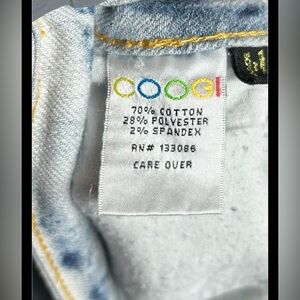 COOGI
70% COTTON
28% POLYESTER
2% SPANDEX
RN# 133086
CARE OVER